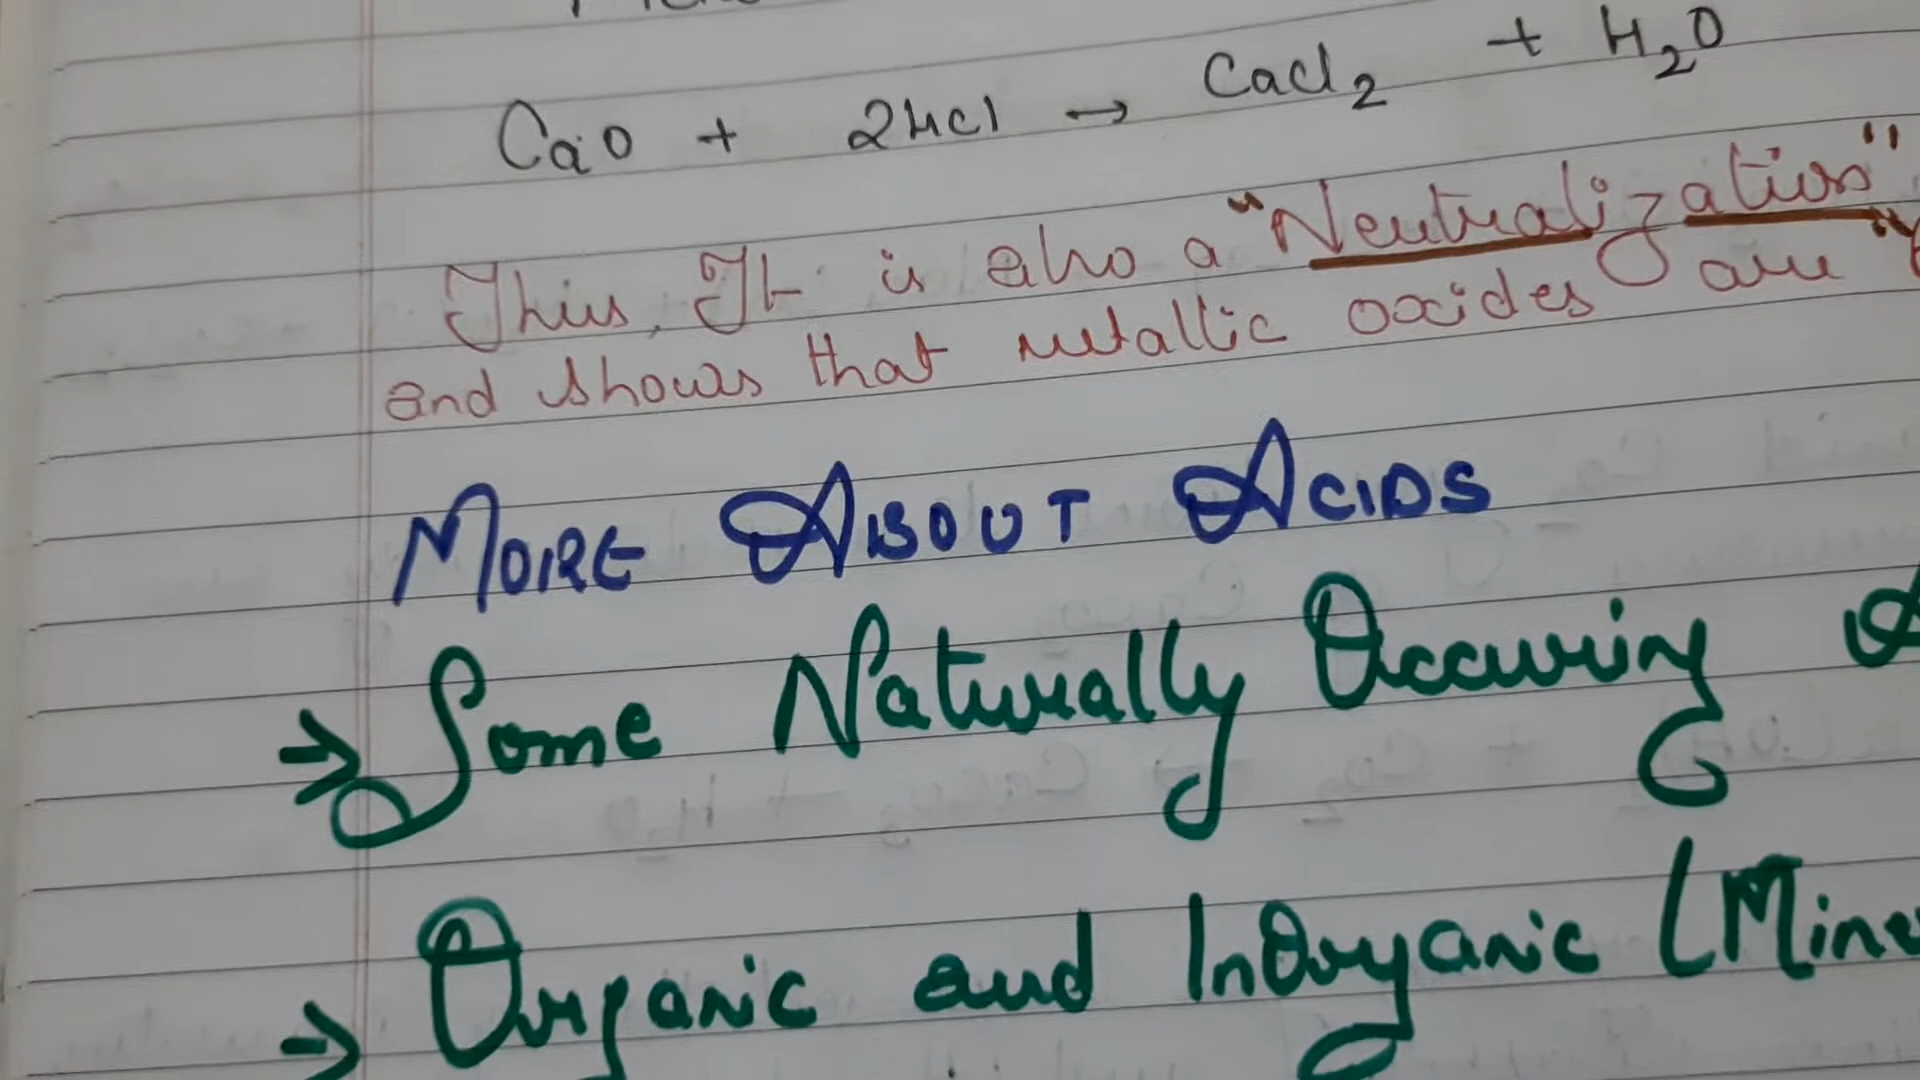 CaO + 2HCl → CaCl₂ + H₂O
Thus, It is also a "Neutralization"
and shows that metallic oxides are "
MORE ABOUT ACIDS
→ Some Naturally Occuring
→ Organic and InOrganic (Mine